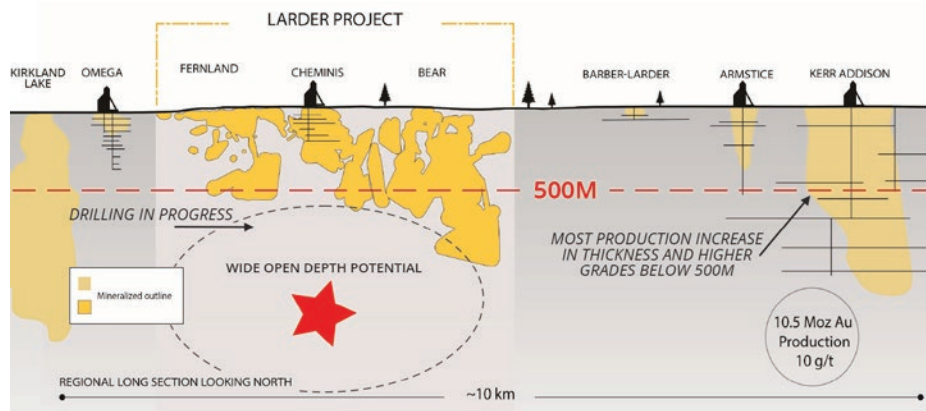 LARDER PROJECT
KIRKLAND
LAKE
OMEGA
FERNLAND
CHEMINIS
BEAR
BARBER-LARDER
ARMSTICE
KERR ADDISON
500M
DRILLING IN PROGRESS
WIDE OPEN DEPTH POTENTIAL
MOST PRODUCTION INCREASE
IN THICKNESS AND HIGHER
GRADES BELOW 500M
Mineralized outline
10.5 Moz Au
Production
10 g/t
REGIONAL LONG SECTION LOOKING NORTH
~10 km